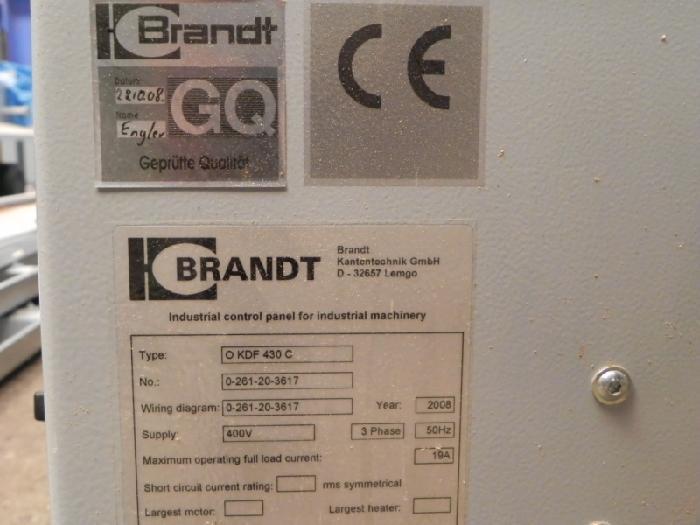 Brandt
Datum:
22.10.08
GQ
Name
Engler
Geprüfte Qualität
CE
BRANDT
Brandt
Kantentechnik GmbH
D - 32657 Lemgo
Industrial control panel for industrial machinery
Type: O KDF 430 C
No.: 0-261-20-3617
Wiring diagram: 0-261-20-3617 Year: 2008
Supply: 400V 3 Phase 50Hz
Maximum operating full load current: 19A
Short circuit current rating: rms symmetrical
Largest motor: Largest heater: